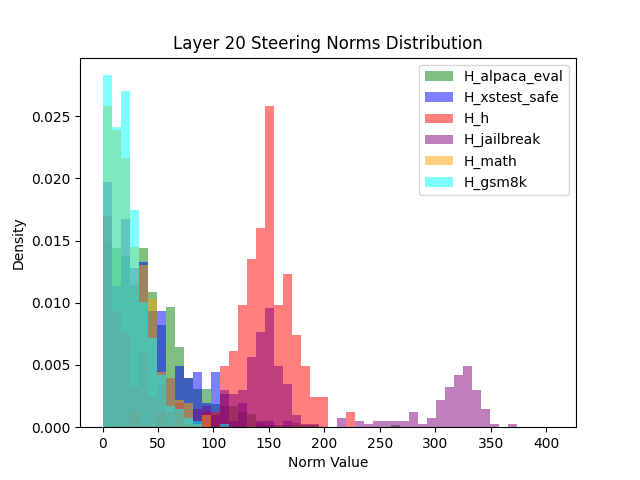 Layer 20 Steering Norms Distribution
H_alpaca_eval
H_xstest_safe
H_h
H_jailbreak
H_math
H_gsm8k
Density
0.025
0.020
0.015
0.010
0.005
0.000
0 50 100 150 200 250 300 350 400
Norm Value